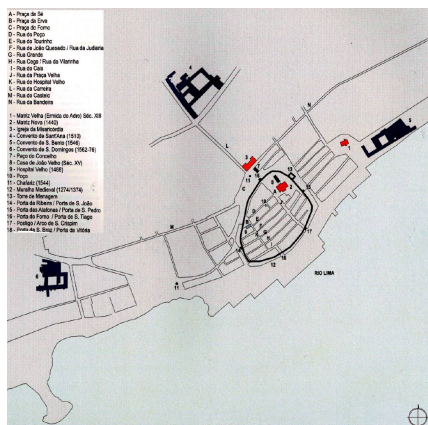 A - Praça da Sé
B - Praça da Erva
C - Praça do Forno
D - Rua do Poço
E - Rua do Tourinho
F - Rua de João Quesado / Rua da Judiaria
G - Rua Grande
H - Rua Cega / Rua da Vitorinha
I - Rua do Cais
J - Rua da Praça Velha
K - Rua do Hospital Velho
L - Rua da Carreira
M - Rua do Castelo
N - Rua da Bandeira
1 - Matriz Velha (Ermida do Adro) Séc. XIII
2 - Matriz Nova (1440)
3 - Igreja da Misericórdia
4 - Convento de Sant'Ana (1510)
5 - Convento de S. Bento (1546)
6 - Convento de S. Domingos (1562-76)
7 - Paço do Concelho
8 - Casa de João Velho (Séc. XV)
9 - Hospital Velho (1468)
10 - Poço
11 - Chafariz (1544)
12 - Muralha Medieval (1274/1374)
13 - Torre de Menagem
14 - Porta da Ribeira / Porta de S. João
15 - Porta das Atafonas / Porta de S. Pedro
16 - Porta do Forno / Porta de S. Tiago
17 - Postigo / Arco de S. Crispim
18 - Porta de S. Braz / Porta da Vitória
RIO LIMA